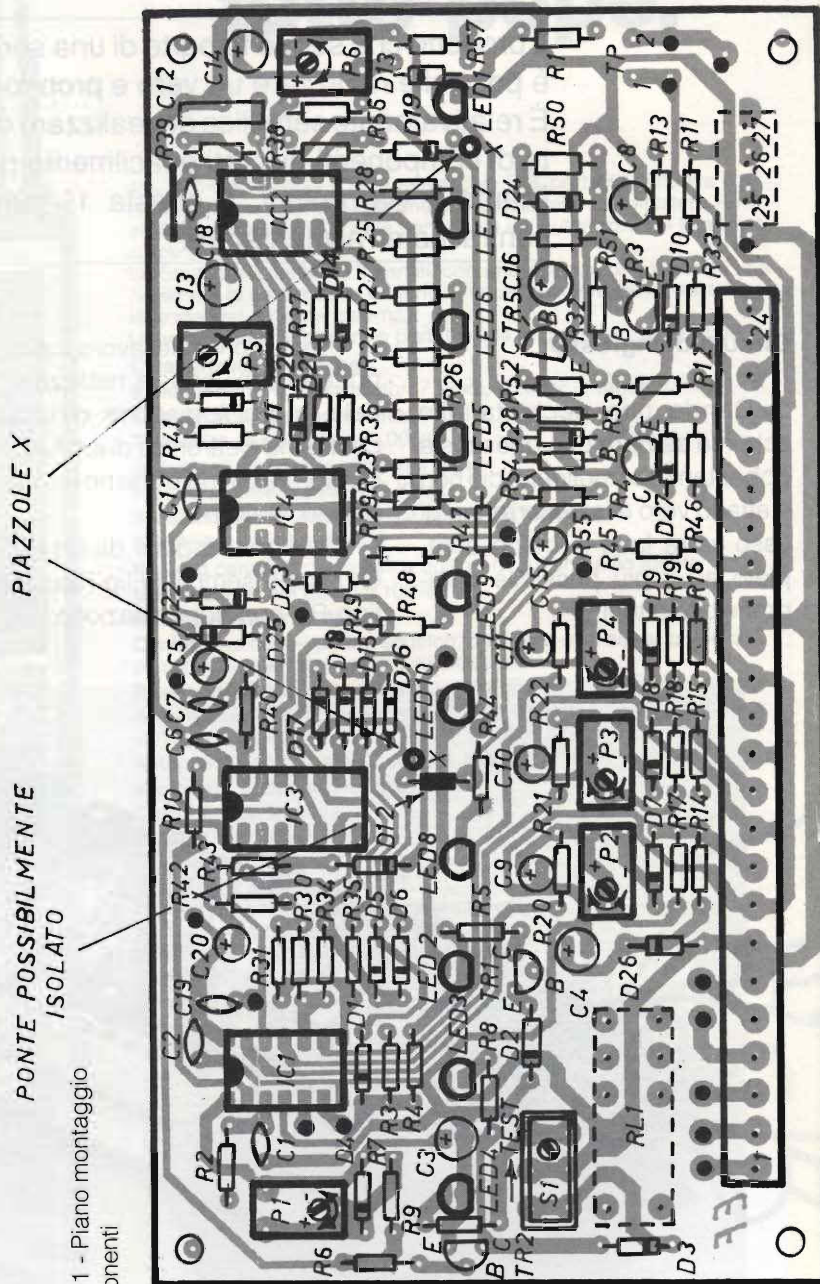 PONTE POSSIBILMENTE
ISOLATO
PIAZZOLE X
1 - Piano montaggio
onenti
R2
C2
C19
C20
R42
R43
R10
C6
C7
C5
D22
C17
R41
C13
C18
R39
C12
C14
P1
C1
IC1
R31
R30
R34
R35
IC3
R40
D25
D23
IC4
D11
P5
D20
D21
R37
D14
IC2
R38
P6
R6
R7
D4
R3
R4
D1
D5
D6
D17
D18
D15
D16
R49
R48
R29
R23
R36
R24
R27
R25
R28
R56
D19
D13
R9
C3
LED4
LED3
LED2
LED8
D12
X
LED10
LED9
R47
LED5
R26
LED6
LED7
LED1
X
R57
TR2
E
B
C
TEST
R8
D2
TR1
E
B
C
R5
R44
C9
R21
C10
R22
C11
C15
R55
R54
D28
R52
R53
TR5
C
B
E
C16
D24
R50
R1
S1
C4
R20
P2
P3
P4
R45
TR4
B
C
E
R32
R51
TR3
B
C
E
C8
R13
R11
TP
1
2
D3
RL1
D26
D7
R17
R14
D8
R18
R15
D9
R19
R16
D27
R46
R12
D10
R33
25 26 27
1
24